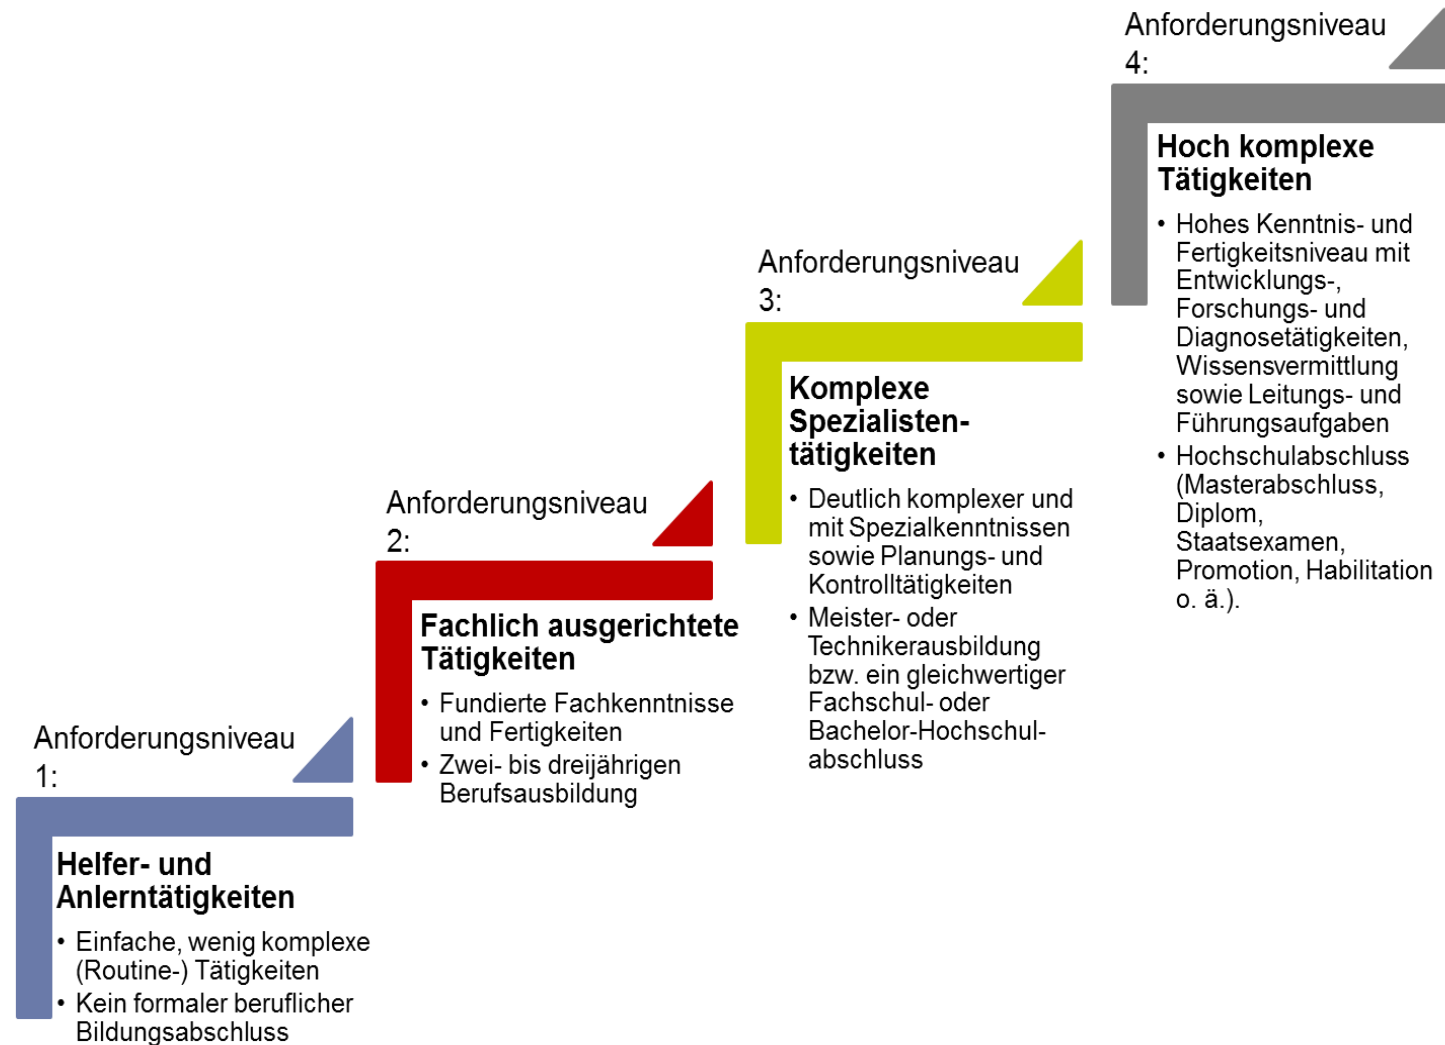 Anforderungsniveau
1:
Helfer- und
Anlerntätigkeiten
• Einfache, wenig komplexe
(Routine-) Tätigkeiten
• Kein formaler beruflicher
Bildungsabschluss
Anforderungsniveau
2:
Fachlich ausgerichtete
Tätigkeiten
• Fundierte Fachkenntnisse
und Fertigkeiten
• Zwei- bis dreijährigen
Berufsausbildung
Anforderungsniveau
3:
Komplexe
Spezialisten-
tätigkeiten
• Deutlich komplexer und
mit Spezialkenntnissen
sowie Planungs- und
Kontrolltätigkeiten
• Meister- oder
Technikerausbildung
bzw. ein gleichwertiger
Fachschul- oder
Bachelor-Hochschul-
abschluss
Anforderungsniveau
4:
Hoch komplexe
Tätigkeiten
• Hohes Kenntnis- und
Fertigkeitsniveau mit
Entwicklungs-,
Forschungs- und
Diagnosetätigkeiten,
Wissensvermittlung
sowie Leitungs- und
Führungsaufgaben
• Hochschulabschluss
(Masterabschluss,
Diplom,
Staatsexamen,
Promotion, Habilitation
o. ä.).